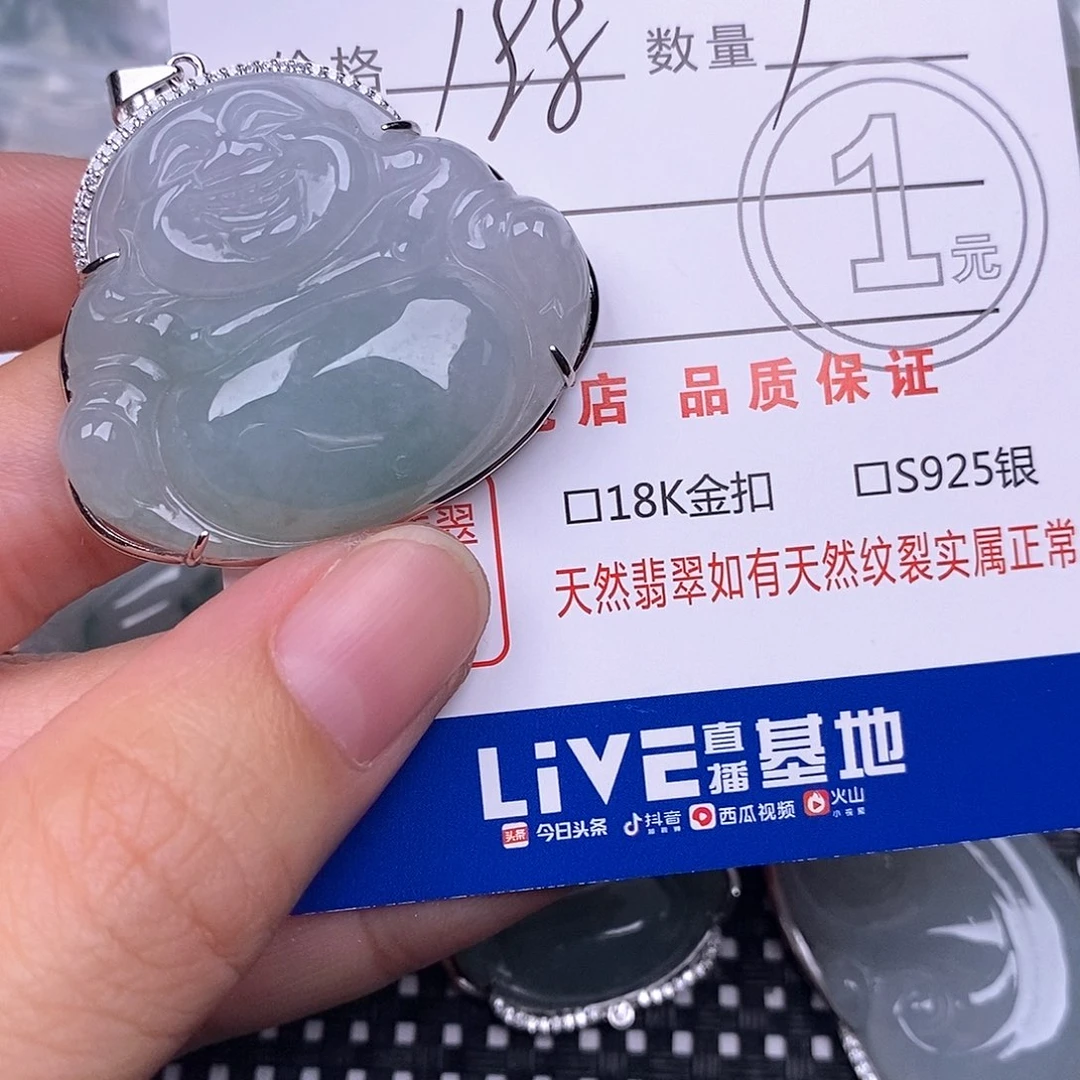 价格 138 数量 1
1元
店 品质保证
□18K金扣 □S925银
翠
天然翡翠如有天然纹裂实属正常
LiVE直播基地
头条 今日头条 抖音 西瓜视频 火山